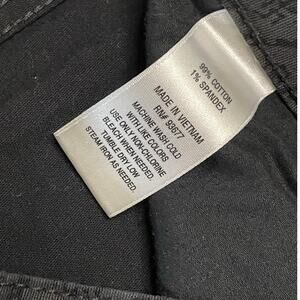 99% COTTON
1% SPANDEX
MADE IN VIETNAM
RN# 93677
MACHINE WASH COLD
WITH LIKE COLORS
USE ONLY NON-CHLORINE
BLEACH WHEN NEEDED.
TUMBLE DRY LOW
STEAM IRON AS NEEDED.